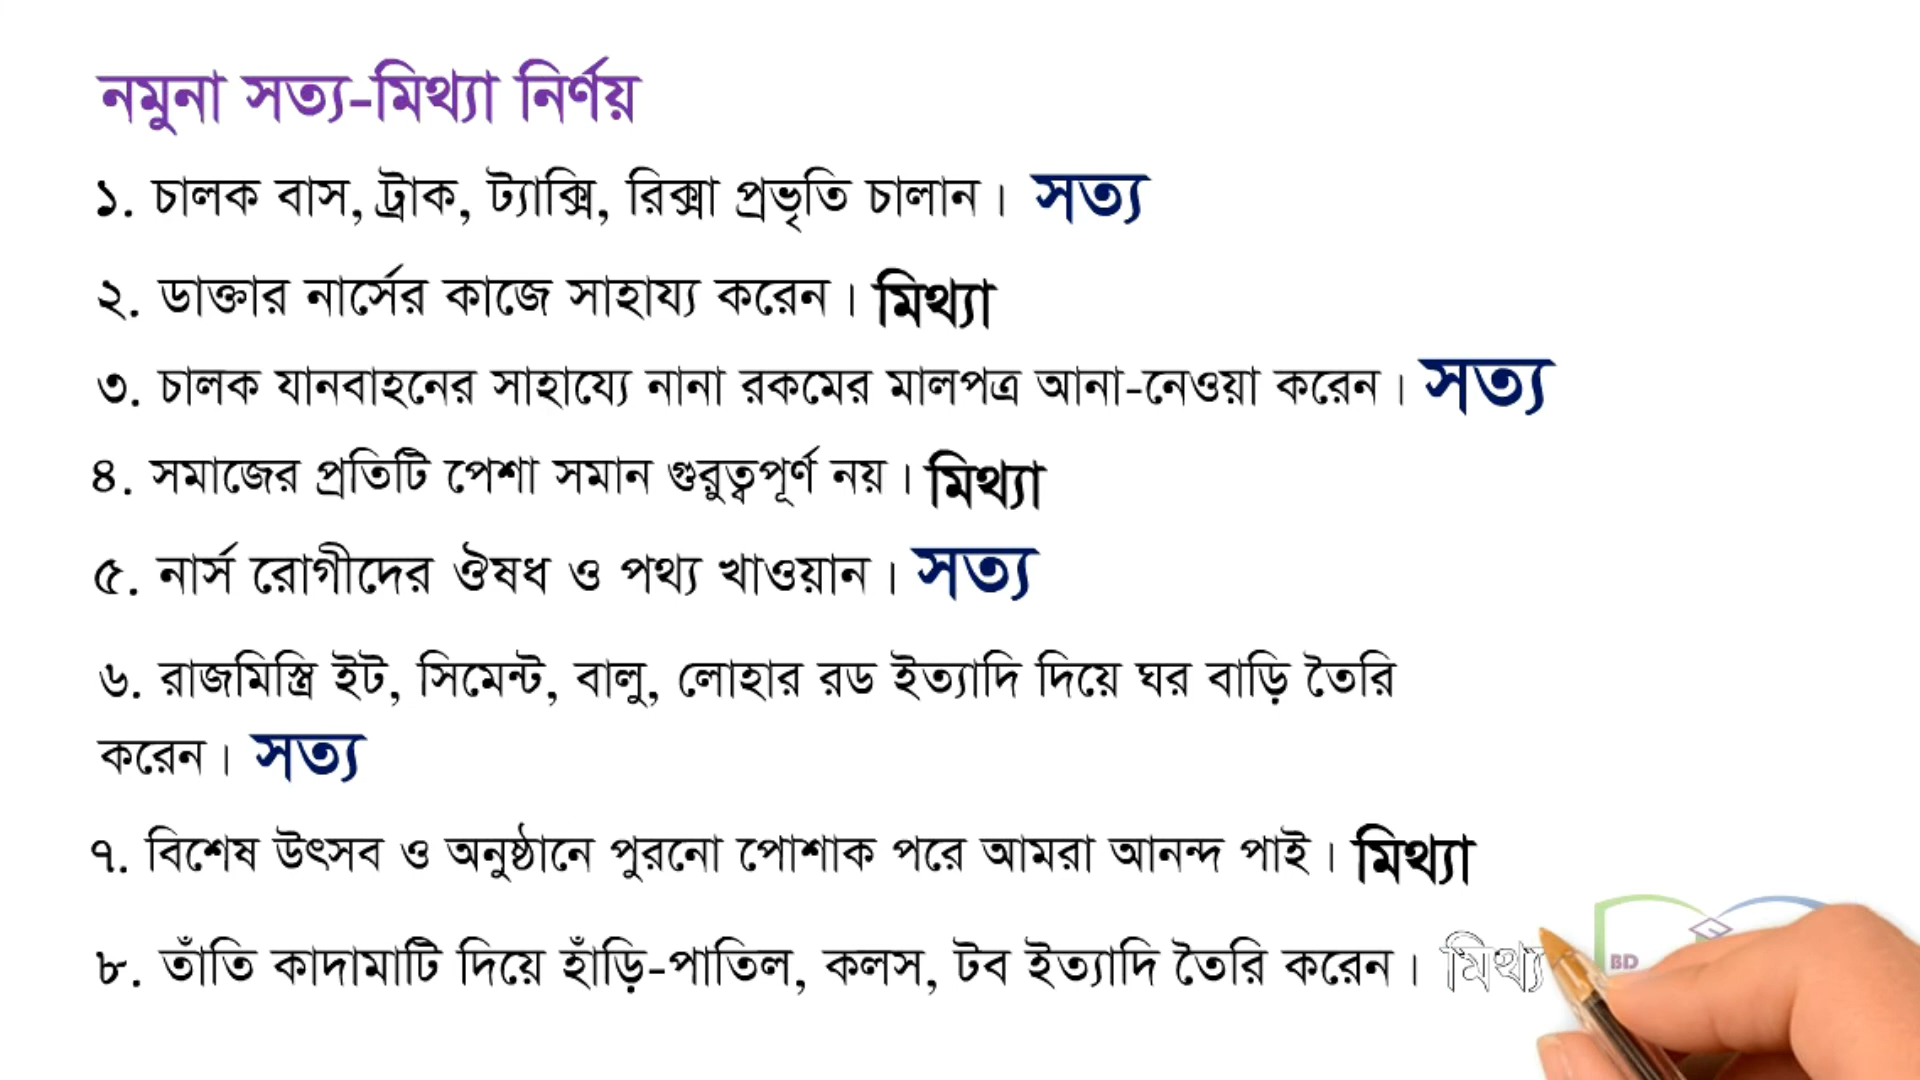 নমুনা সত্য-মিথ্যা নির্ণয়
১. চালক বাস, ট্রাক, ট্যাক্সি, রিক্সা প্রভৃতি চালান। সত্য
২. ডাক্তার নার্সের কাজে সাহায্য করেন। মিথ্যা
৩. চালক যানবাহনের সাহায্যে নানা রকমের মালপত্র আনা-নেওয়া করেন। সত্য
৪. সমাজের প্রতিটি পেশা সমান গুরুত্বপূর্ণ নয়। মিথ্যা
৫. নার্স রোগীদের ঔষধ ও পথ্য খাওয়ান। সত্য
৬. রাজমিস্ত্রি ইট, সিমেন্ট, বালু, লোহার রড ইত্যাদি দিয়ে ঘর বাড়ি তৈরি
করেন। সত্য
৭. বিশেষ উৎসব ও অনুষ্ঠানে পুরনো পোশাক পরে আমরা আনন্দ পাই। মিথ্যা
৮. তাঁতি কাদামাটি দিয়ে হাঁড়ি-পাতিল, কলস, টব ইত্যাদি তৈরি করেন। মিথ্য
BD